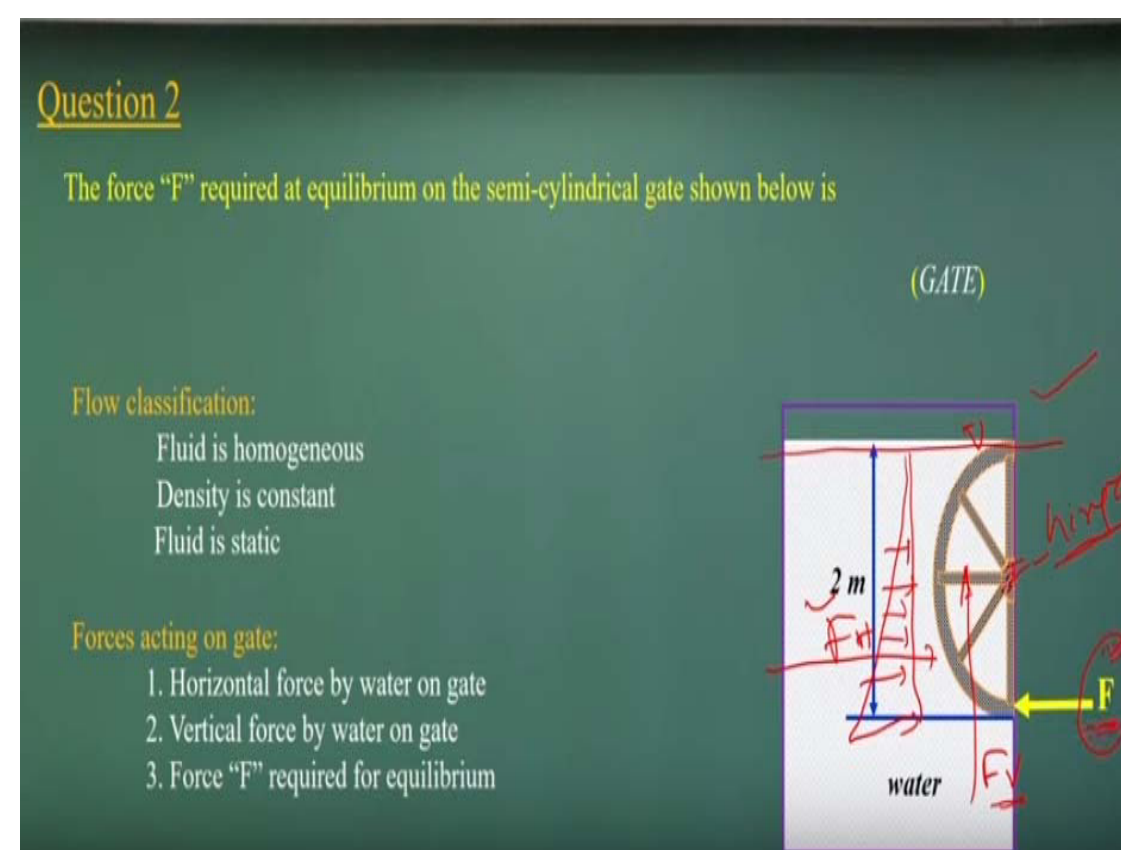 Question 2
The force “F” required at equilibrium on the semi-cylindrical gate shown below is
(GATE)
Flow classification:
Fluid is homogeneous
Density is constant
Fluid is static
2 m
FH
Forces acting on gate:
1. Horizontal force by water on gate
2. Vertical force by water on gate
3. Force “F” required for equilibrium
F
water
FV